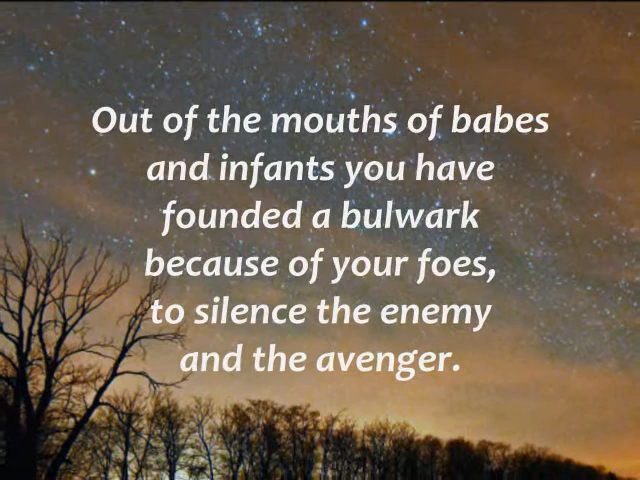 Out of the mouths of babes
and infants you have
founded a bulwark
because of your foes,
to silence the enemy
and the avenger.